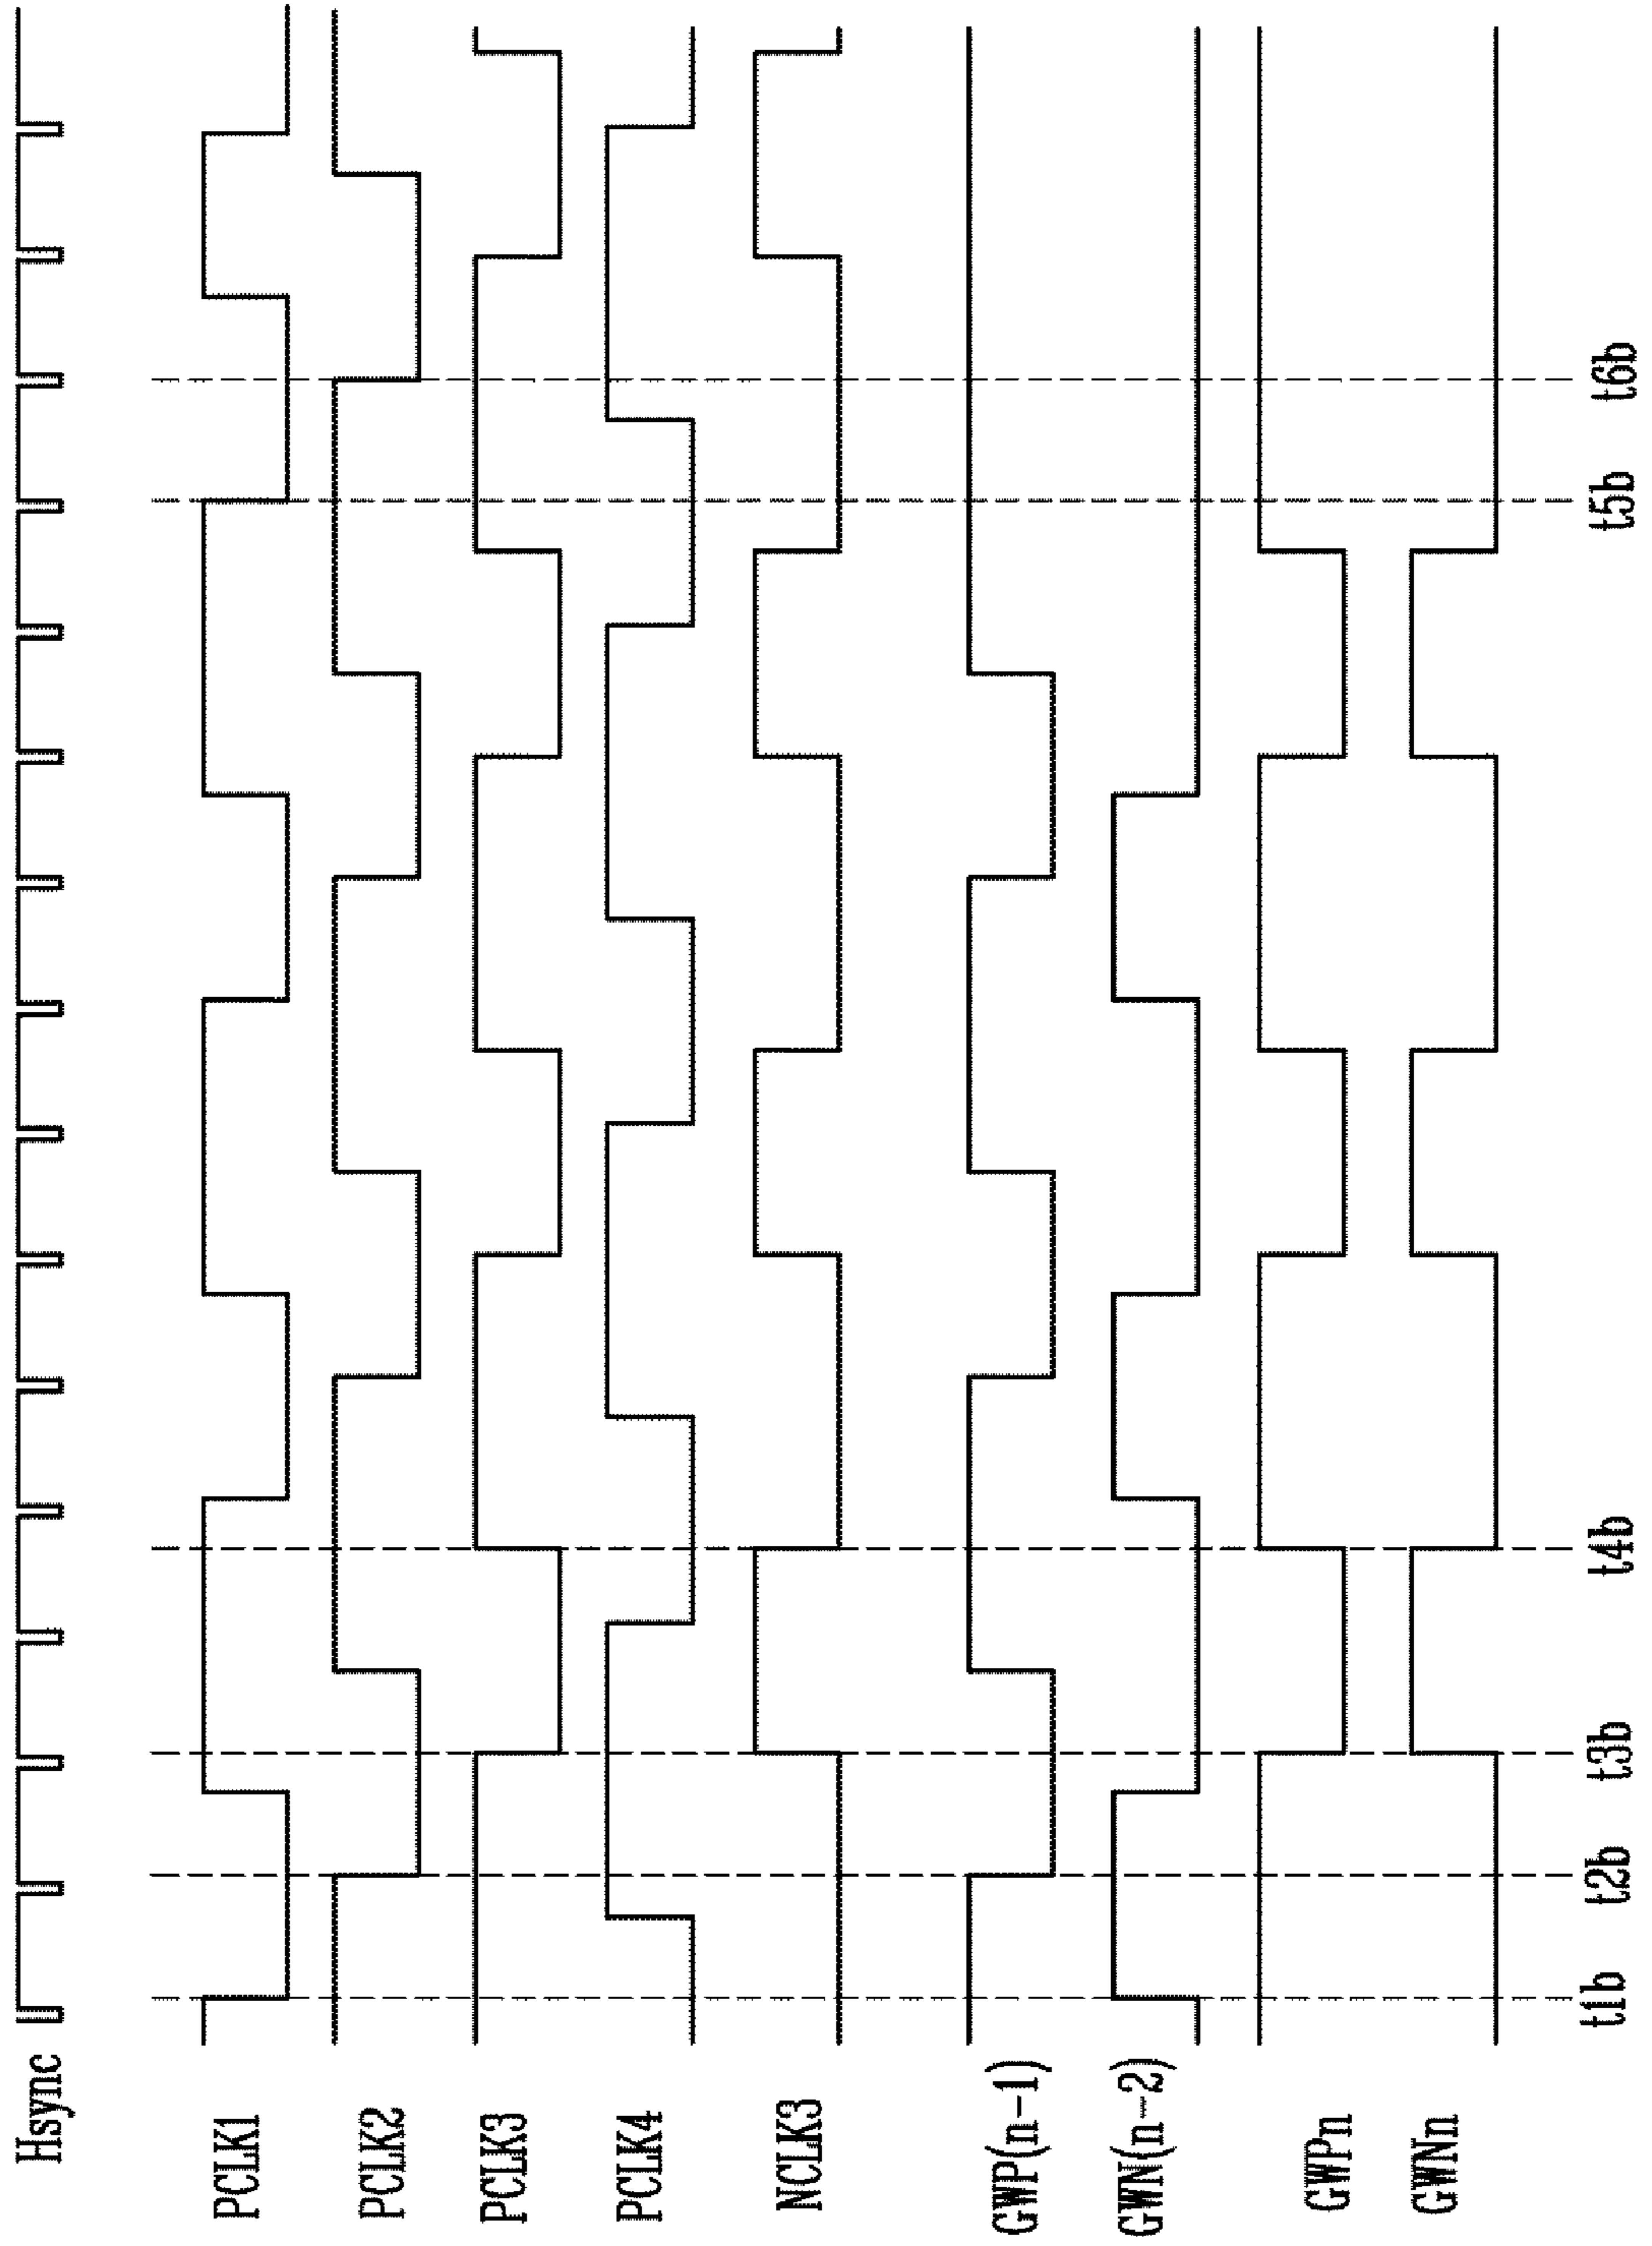 Hsync
PCLK1
PCLK2
PCLK3
PCLK4
NCLK3
GWP(n-1)
GWN(n-2)
GWPn
GWNn
t1b
t2b
t3b
t4b
t5b
t6b